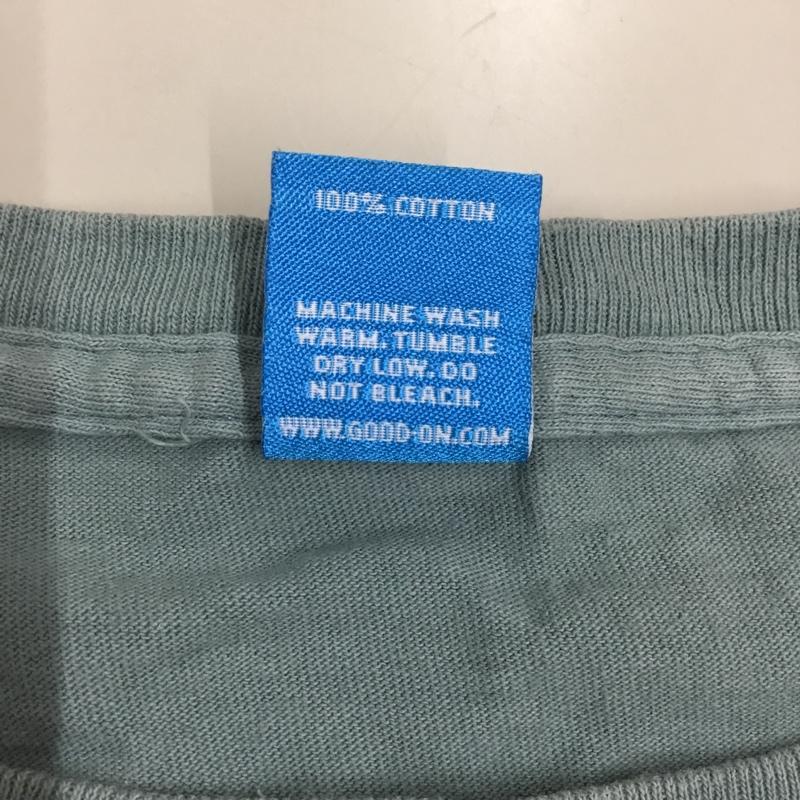 100% COTTON
MACHINE WASH
WARM. TUMBLE
DRY LOW. DO
NOT BLEACH.
WWW.GOOD-ON.COM